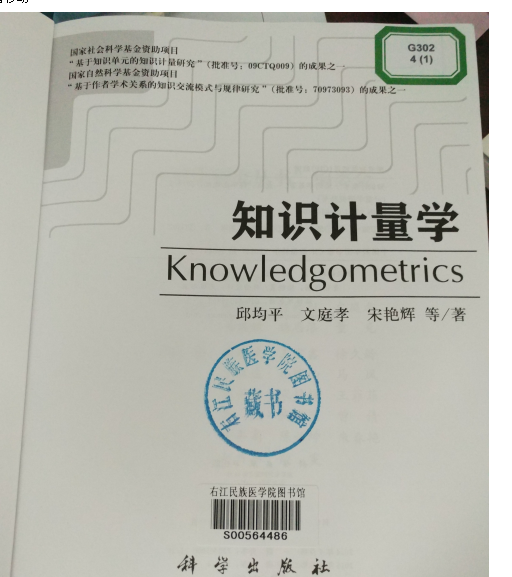 国家社会科学基金资助项目
“基于知识单元的知识计量研究”（批准号：09CTQ009）的成果之一
国家自然科学基金资助项目
“基于作者学术关系的知识交流模式与规律研究”（批准号：70973093）的成果之一
G302
4 (1)
知识计量学
Knowledgometrics
邱均平 文庭孝 宋艳辉 等/著
右江民族医学院图书馆
藏书
右江民族医学院图书馆
S00564486
科学出版社